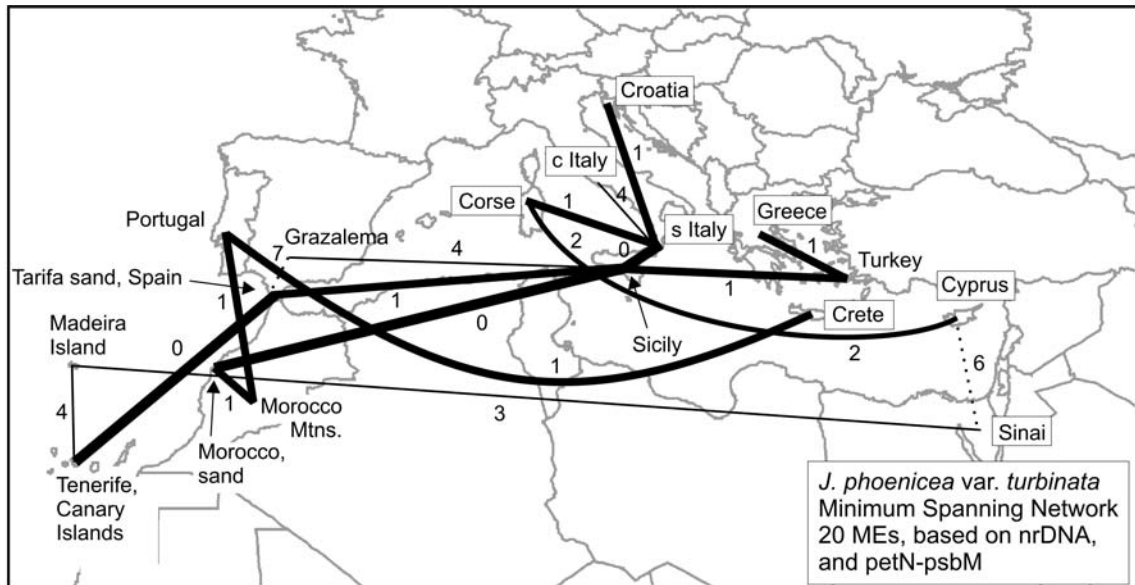 Croatia
1
c Italy
4
Corse
1
s Italy
Greece
Portugal
Grazalema
2
0
1
7
4
Turkey
Tarifa sand, Spain
1
1
1
Cyprus
Madeira
Island
0
0
Sicily
Crete
2
1
6
4
1
Morocco
Mtns.
3
Sinai
Morocco,
sand
Tenerife,
Canary
Islands
J. phoenicea var. turbinata
Minimum Spanning Network
20 MEs, based on nrDNA,
and petN-psbM